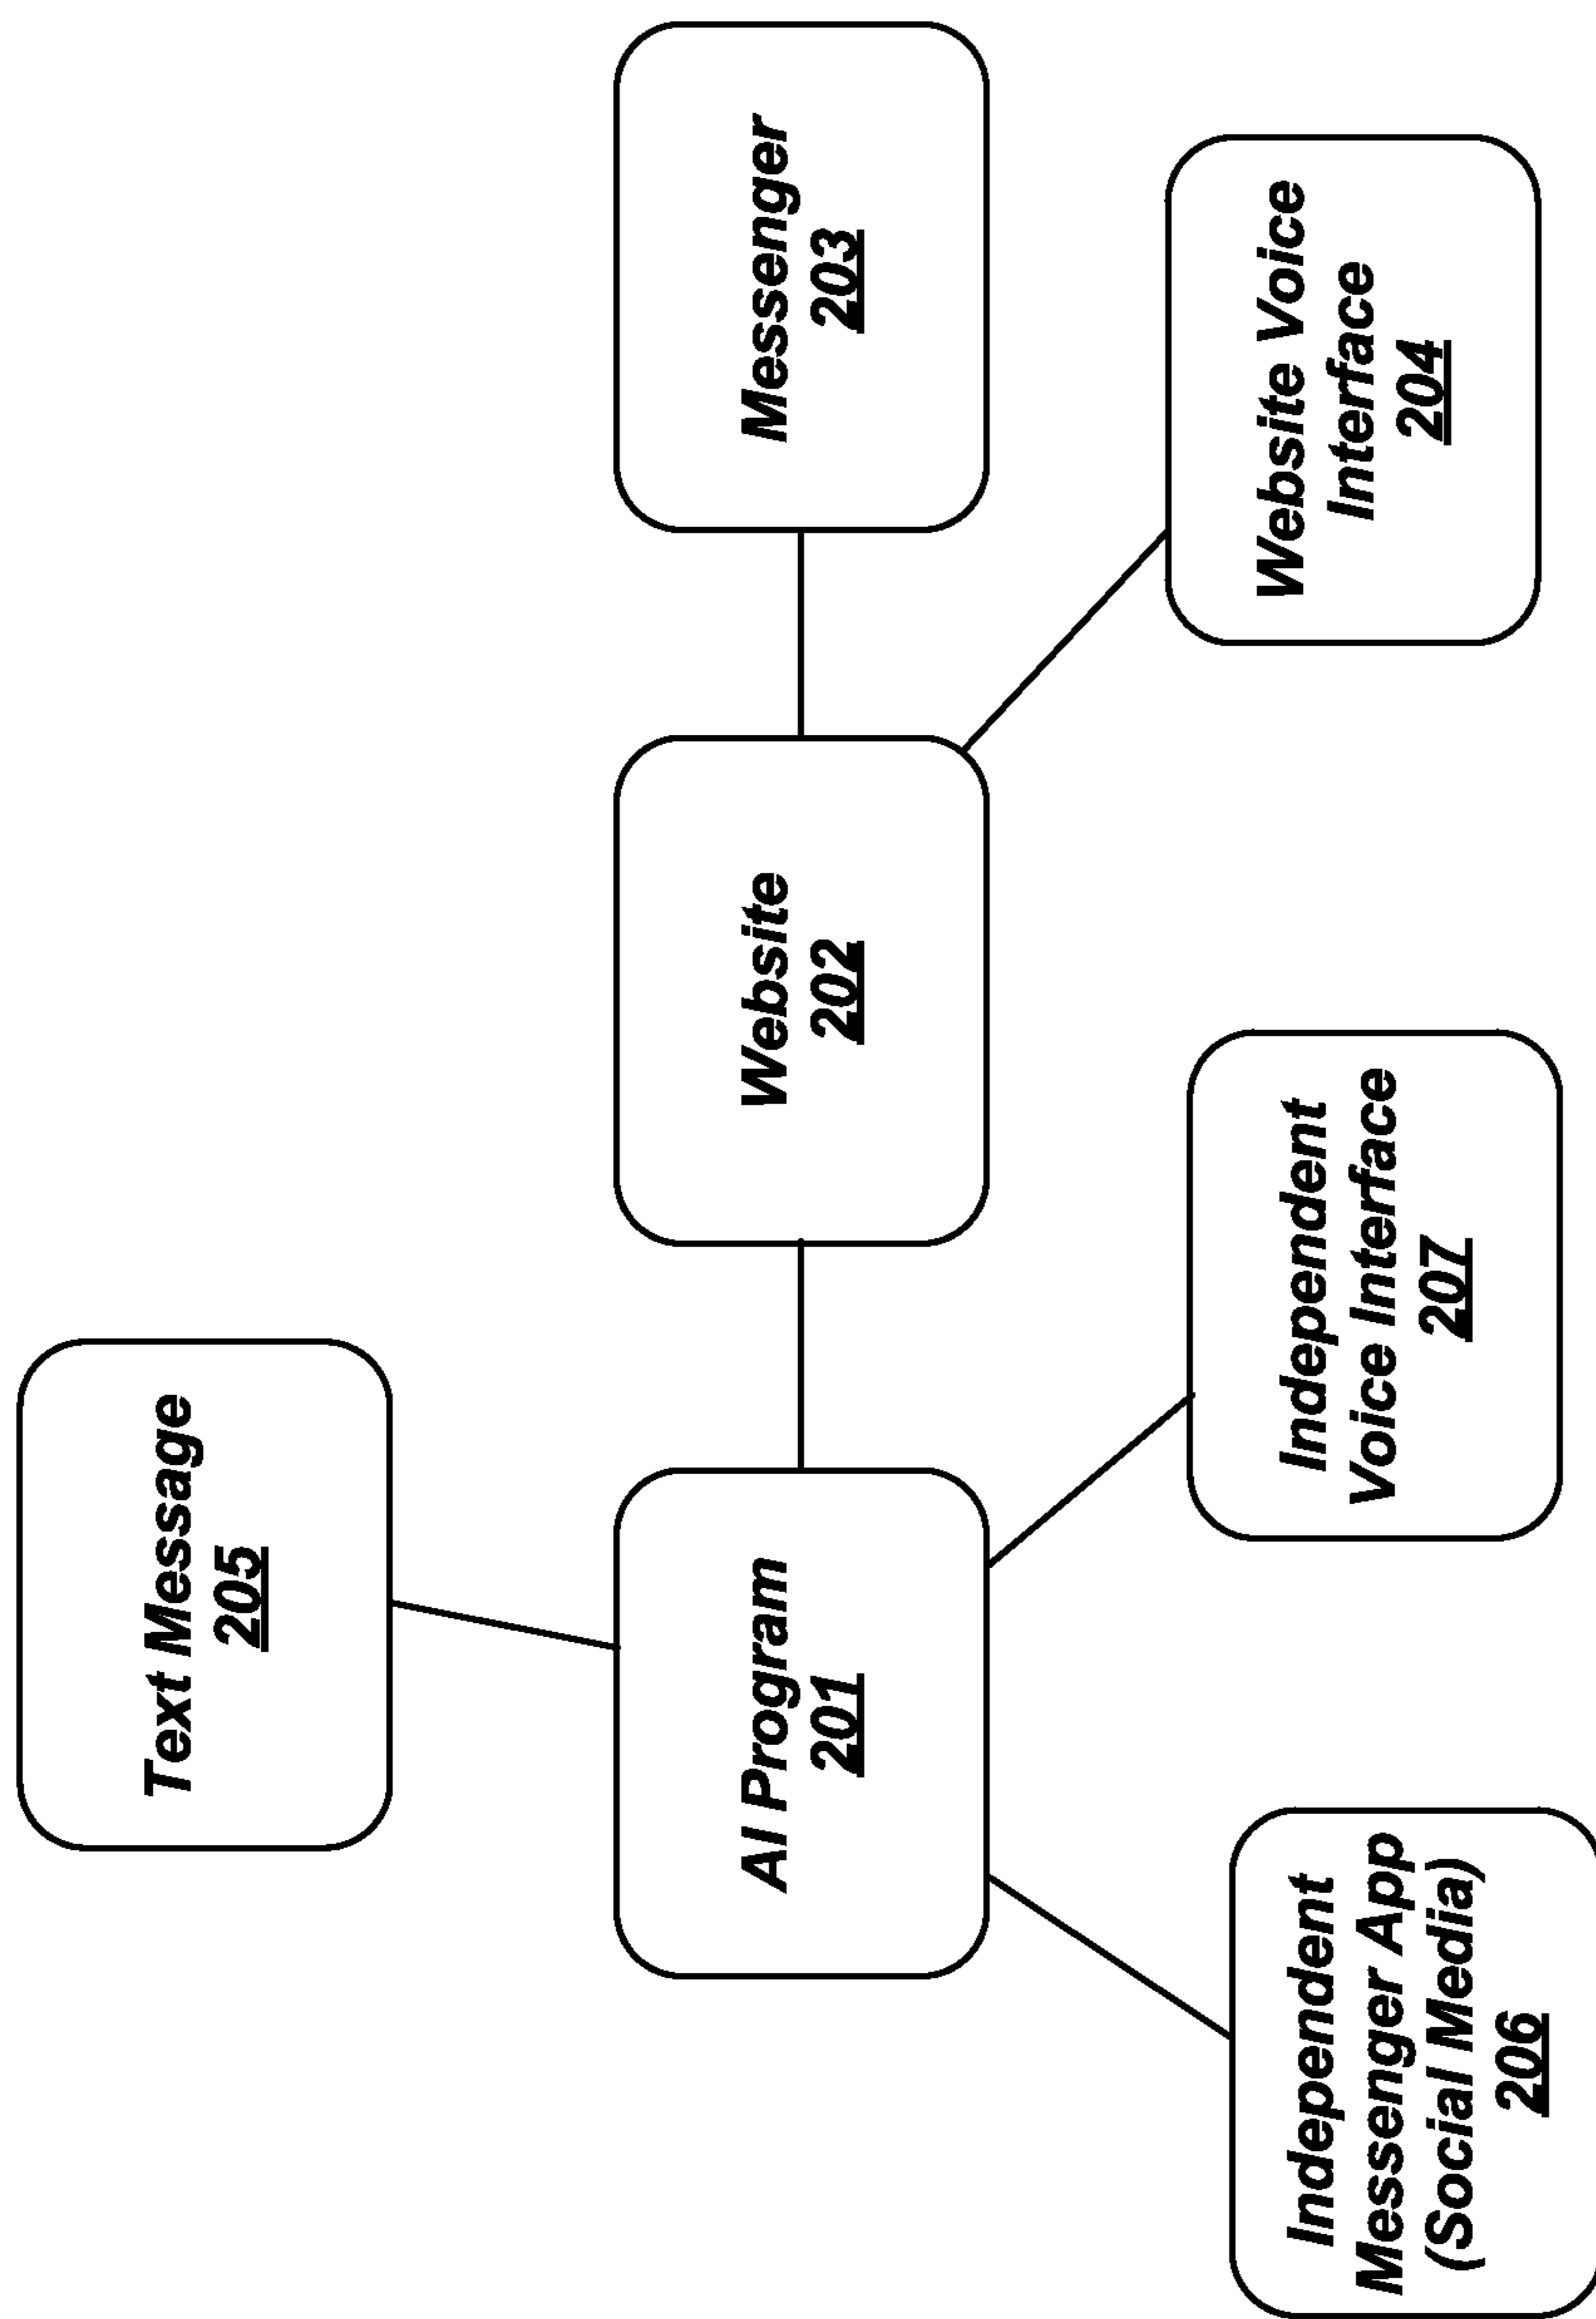 Text Message
205
AI Program
201
Website
202
Messenger
203
Independent
Messenger App
(Social Media)
206
Independent
Voice Interface
207
Website Voice
Interface
204